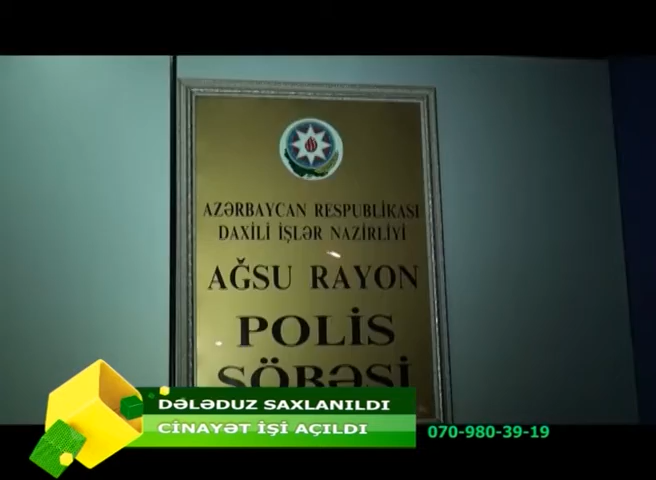 AZƏRBAYCAN RESPUBLİKASI
DAXİLİ İŞLƏR NAZİRLİYİ
AĞSU RAYON
POLİS
ŞÖBƏSİ
DƏLƏDUZ SAXLANILDI
CİNAYƏT İŞİ AÇILDI
070-980-39-19